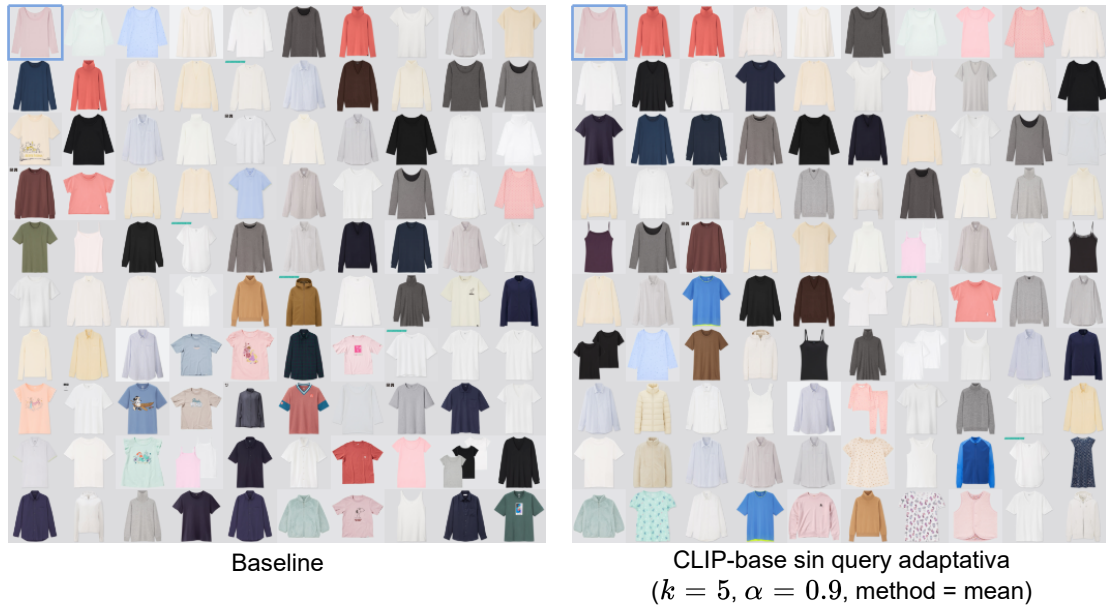 Baseline
CLIP-base sin query adaptativa
(k = 5, α = 0.9, method = mean)